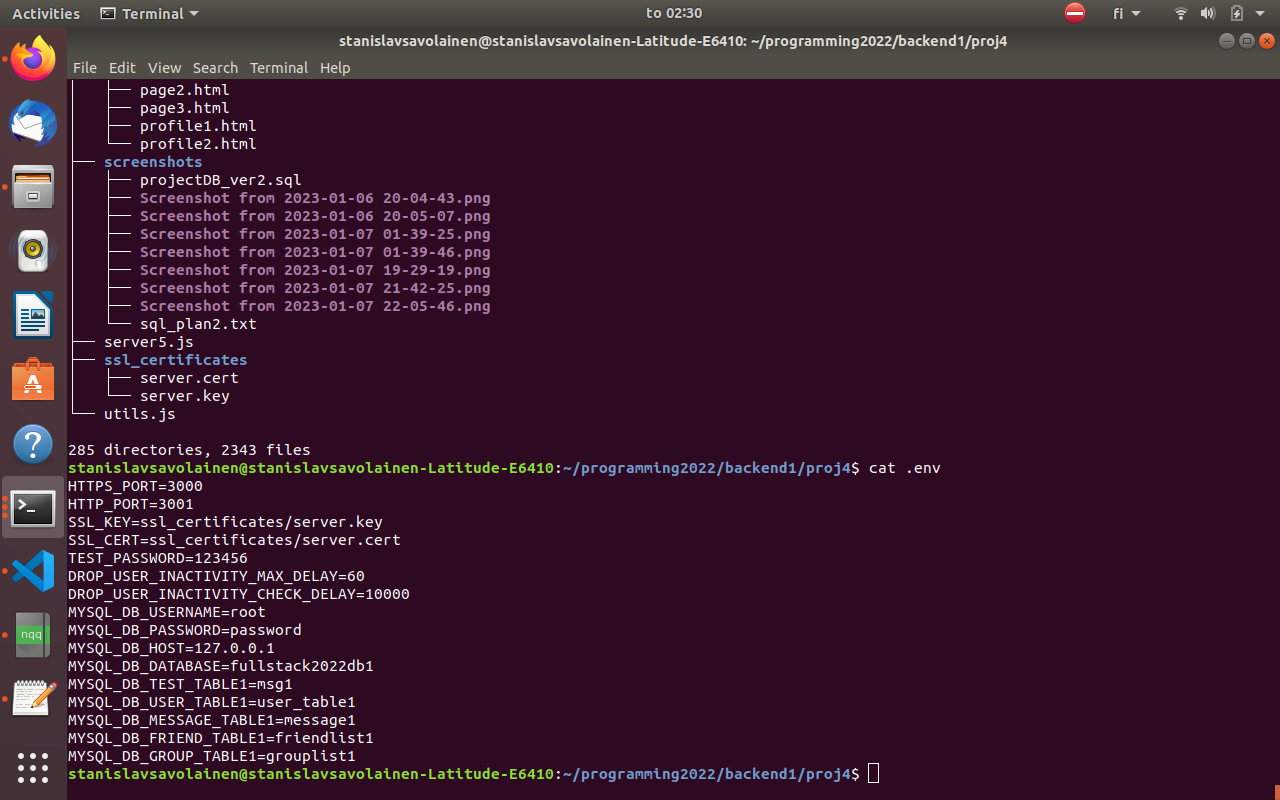 Activities Terminal to 02:30 fi
stanislavsavolainen@stanislavsavolainen-Latitude-E6410: ~/programming2022/backend1/proj4
File Edit View Search Terminal Help
│   ├── page2.html
│   ├── page3.html
│   ├── profile1.html
│   └── profile2.html
├── screenshots
│   ├── projectDB_ver2.sql
│   ├── Screenshot from 2023-01-06 20-04-43.png
│   ├── Screenshot from 2023-01-06 20-05-07.png
│   ├── Screenshot from 2023-01-07 01-39-25.png
│   ├── Screenshot from 2023-01-07 01-39-46.png
│   ├── Screenshot from 2023-01-07 19-29-19.png
│   ├── Screenshot from 2023-01-07 21-42-25.png
│   ├── Screenshot from 2023-01-07 22-05-46.png
│   └── sql_plan2.txt
├── server5.js
├── ssl_certificates
│   ├── server.cert
│   └── server.key
└── utils.js
285 directories, 2343 files
stanislavsavolainen@stanislavsavolainen-Latitude-E6410:~/programming2022/backend1/proj4$ cat .env
HTTPS_PORT=3000
HTTP_PORT=3001
SSL_KEY=ssl_certificates/server.key
SSL_CERT=ssl_certificates/server.cert
TEST_PASSWORD=123456
DROP_USER_INACTIVITY_MAX_DELAY=60
DROP_USER_INACTIVITY_CHECK_DELAY=10000
MYSQL_DB_USERNAME=root
MYSQL_DB_PASSWORD=password
MYSQL_DB_HOST=127.0.0.1
MYSQL_DB_DATABASE=fullstack2022db1
MYSQL_DB_TEST_TABLE1=msg1
MYSQL_DB_USER_TABLE1=user_table1
MYSQL_DB_MESSAGE_TABLE1=message1
MYSQL_DB_FRIEND_TABLE1=friendlist1
MYSQL_DB_GROUP_TABLE1=grouplist1
stanislavsavolainen@stanislavsavolainen-Latitude-E6410:~/programming2022/backend1/proj4$
nqq